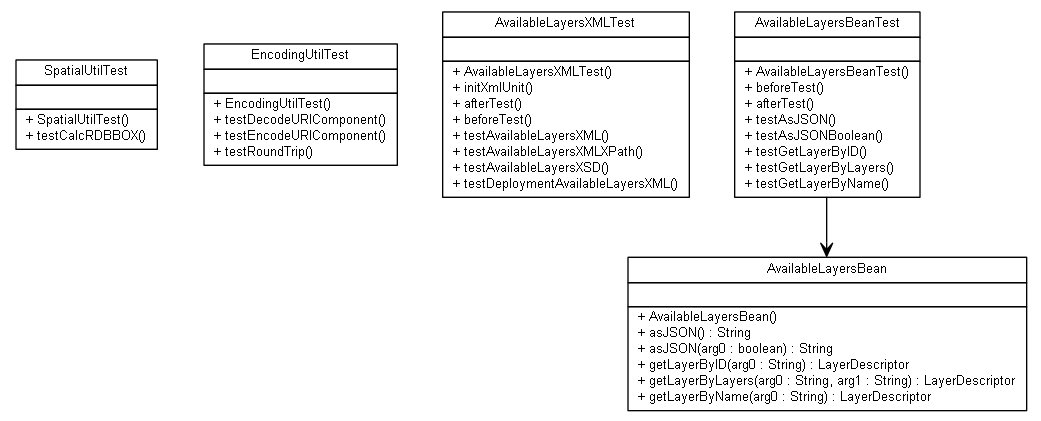 SpatialUtilTest
+ SpatialUtilTest()
+ testCalcRDBBOX()
EncodingUtilTest
+ EncodingUtilTest()
+ testDecodeURIComponent()
+ testEncodeURIComponent()
+ testRoundTrip()
AvailableLayersXMLTest
+ AvailableLayersXMLTest()
+ initXmlUnit()
+ afterTest()
+ beforeTest()
+ testAvailableLayersXML()
+ testAvailableLayersXMLXPath()
+ testAvailableLayersXSD()
+ testDeploymentAvailableLayersXML()
AvailableLayersBeanTest
+ AvailableLayersBeanTest()
+ beforeTest()
+ afterTest()
+ testAsJSON()
+ testAsJSONBoolean()
+ testGetLayerByID()
+ testGetLayerByLayers()
+ testGetLayerByName()
AvailableLayersBean
+ AvailableLayersBean()
+ asJSON() : String
+ asJSON(arg0 : boolean) : String
+ getLayerByID(arg0 : String) : LayerDescriptor
+ getLayerByLayers(arg0 : String, arg1 : String) : LayerDescriptor
+ getLayerByName(arg0 : String) : LayerDescriptor